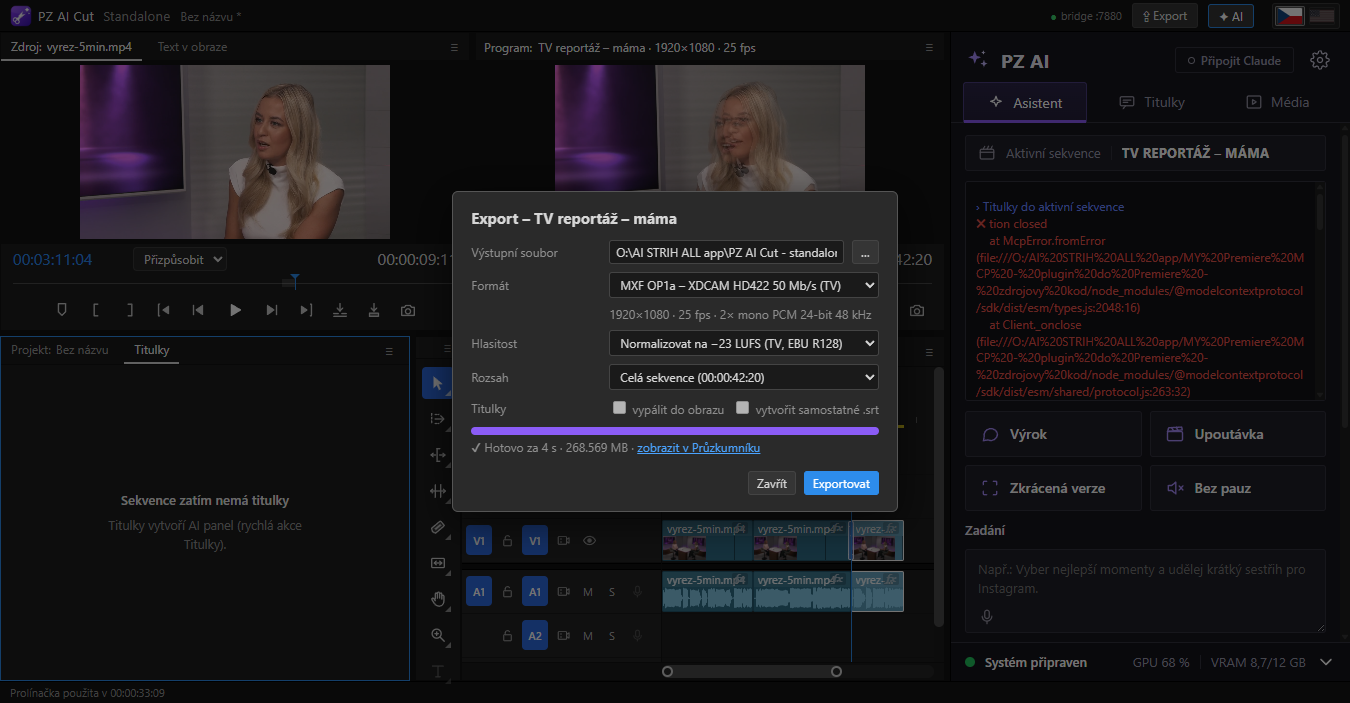 PZ AI Cut Standalone Bez názvu *
bridge :7880
Export
AI
Zdroj: vyrez-5min.mp4
Text v obraze
Program: TV reportáž – máma · 1920×1080 · 25 fps
00:03:11:04
Přizpůsobit
00:00:09:11
42:20
Projekt: Bez názvu
Titulky
Sekvence zatím nemá titulky
Titulky vytvoří AI panel (rychlá akce
Titulky).
Export – TV reportáž – máma
Výstupní soubor
O:\AI STRIH ALL app\PZ AI Cut - standalor
...
Formát
MXF OP1a – XDCAM HD422 50 Mb/s (TV)
1920×1080 · 25 fps · 2× mono PCM 24-bit 48 kHz
Hlasitost
Normalizovat na −23 LUFS (TV, EBU R128)
Rozsah
Celá sekvence (00:00:42:20)
Titulky
vypálit do obrazu
vytvořit samostatné .srt
✓ Hotovo za 4 s · 268.569 MB · zobrazit v Průzkumníku
Zavřít
Exportovat
V1
V1
vyrez-5min.mp4 fx
vyrez-5min.mp4 fx
vyrez- fx
A1
A1
M
S
vyrez-5min.mp4 fx
vyrez-5min.mp4 fx
vyrez- fx
A2
M
S
PZ AI
Připojit Claude
Asistent
Titulky
Média
Aktivní sekvence
TV REPORTÁŽ – MÁMA
› Titulky do aktivní sekvence
✕ tion closed
at McpError.fromError
(file:///O:/AI%20STRIH%20ALL%20app/MY%20Premiere%20M
CP%20-%20plugin%20do%20Premiere%20-
%20zdrojovy%20kod/node_modules/@modelcontextprotocol
/sdk/dist/esm/types.js:2048:16)
at Client._onclose
(file:///O:/AI%20STRIH%20ALL%20app/MY%20Premiere%20M
CP%20-%20plugin%20do%20Premiere%20-
%20zdrojovy%20kod/node_modules/@modelcontextprotocol
/sdk/dist/esm/shared/protocol.js:263:32)
Výrok
Upoutávka
Zkrácená verze
Bez pauz
Zadání
Např.: Vyber nejlepší momenty a udělej krátký sestřih pro
Instagram.
Systém připraven
GPU 68 %
VRAM 8,7/12 GB
Prolínačka použita v 00:00:33:09